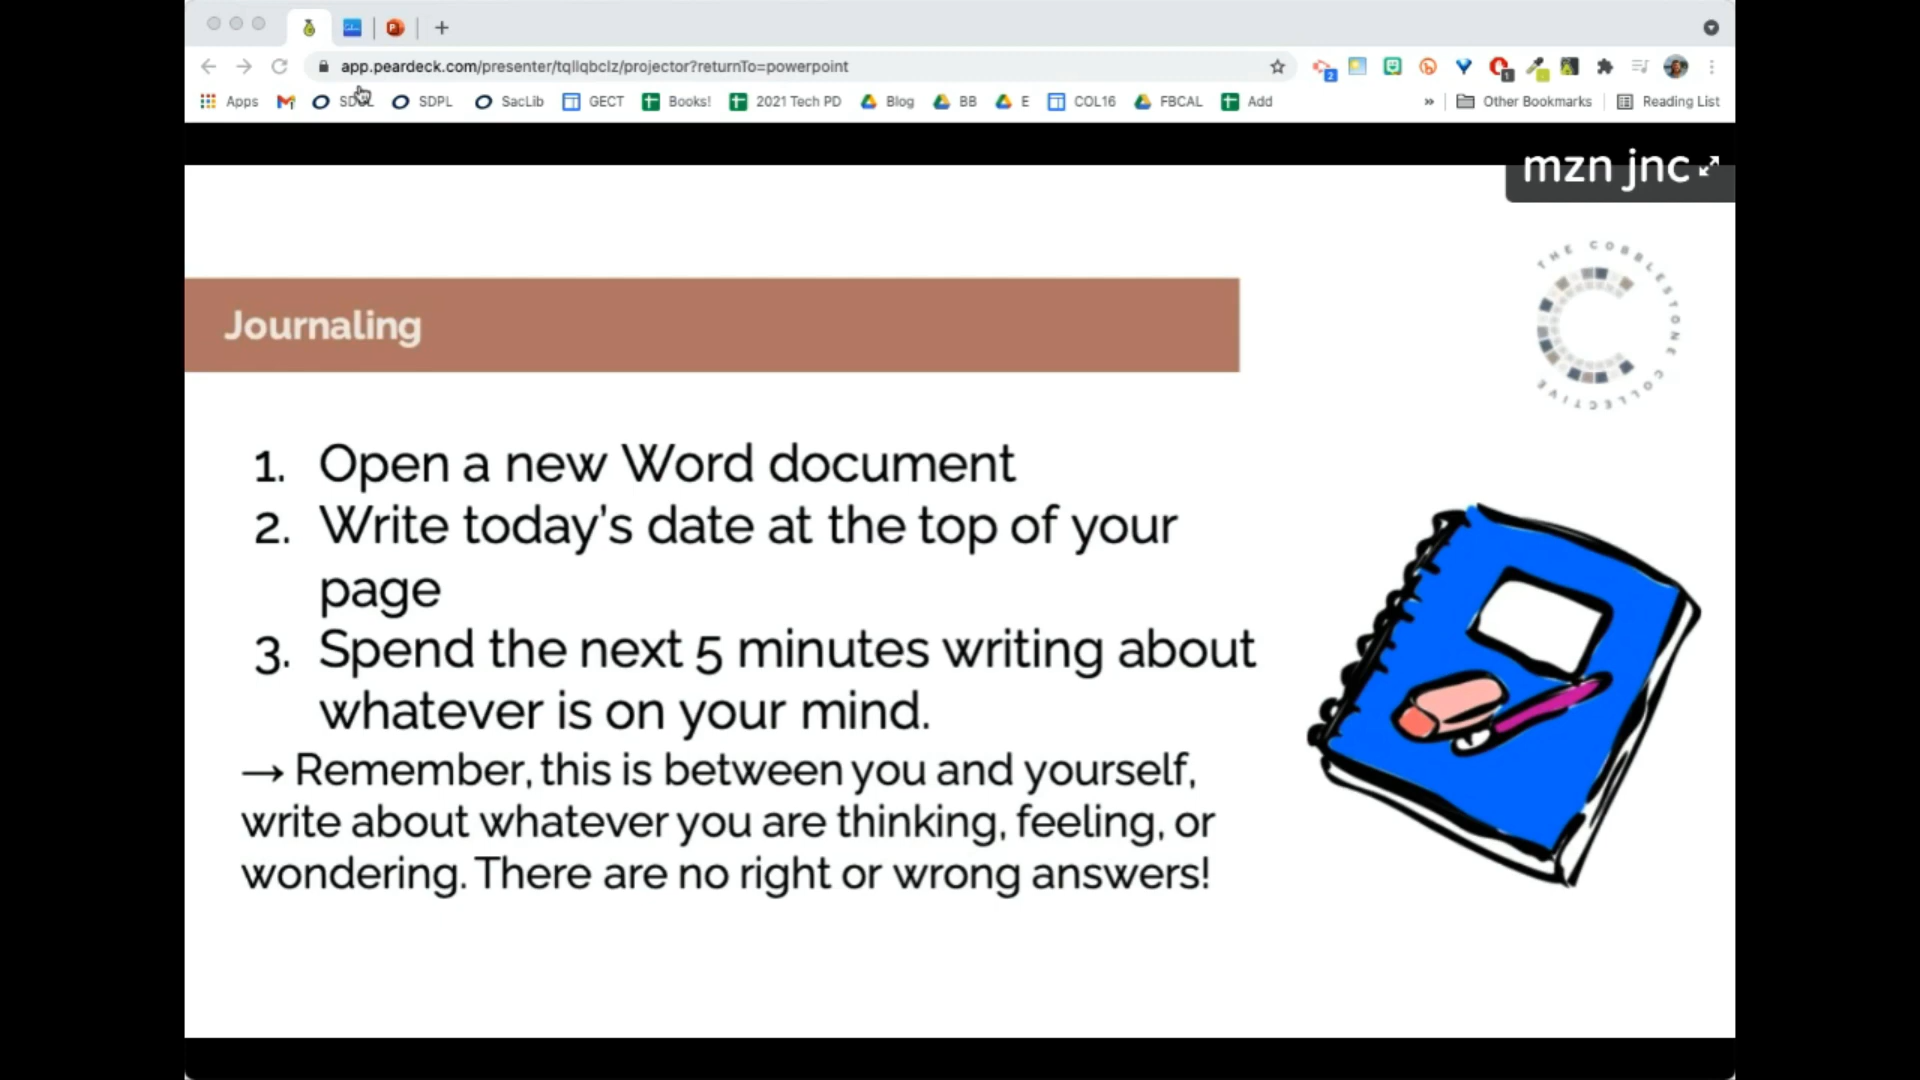 app.peardeck.com/presenter/tqllqbclz/projector?returnTo=powerpoint
Apps SDPL SDPL SacLib GECT Books! 2021 Tech PD Blog BB E COL16 FBCAL Add » Other Bookmarks Reading List
mzn jnc
THE COBBLESTONE COLLECTIVE
Journaling
1. Open a new Word document
2. Write today's date at the top of your
page
3. Spend the next 5 minutes writing about
whatever is on your mind.
→ Remember, this is between you and yourself,
write about whatever you are thinking, feeling, or
wondering. There are no right or wrong answers!